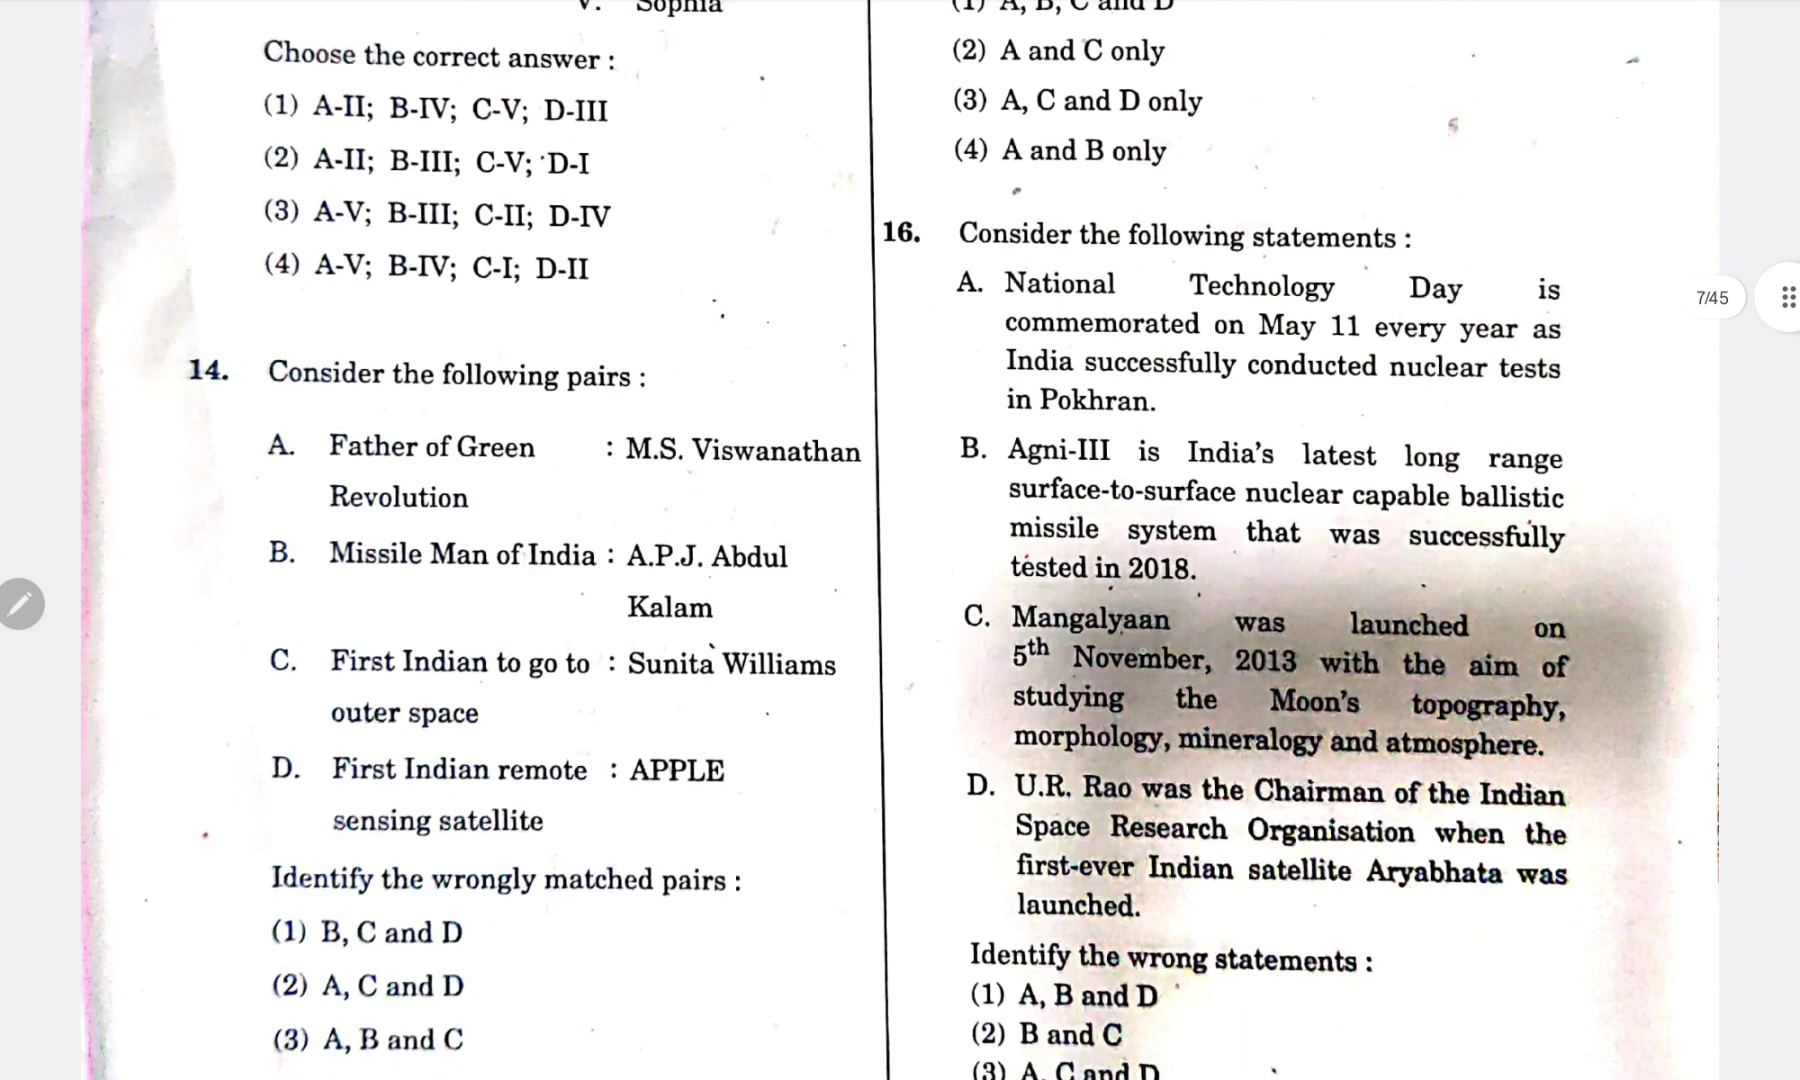 V. Sophia
Choose the correct answer :
(1) A-II; B-IV; C-V; D-III
(2) A-II; B-III; C-V; D-I
(3) A-V; B-III; C-II; D-IV
(4) A-V; B-IV; C-I; D-II
14. Consider the following pairs :
A. Father of Green : M.S. Viswanathan
Revolution
B. Missile Man of India : A.P.J. Abdul
Kalam
C. First Indian to go to : Sunita Williams
outer space
D. First Indian remote : APPLE
sensing satellite
Identify the wrongly matched pairs :
(1) B, C and D
(2) A, C and D
(3) A, B and C
(1) A, B, C and D
(2) A and C only
(3) A, C and D only
(4) A and B only
16. Consider the following statements :
A. National Technology Day is
commemorated on May 11 every year as
India successfully conducted nuclear tests
in Pokhran.
B. Agni-III is India's latest long range
surface-to-surface nuclear capable ballistic
missile system that was successfully
tested in 2018.
C. Mangalyaan was launched on
5th November, 2013 with the aim of
studying the Moon's topography,
morphology, mineralogy and atmosphere.
D. U.R. Rao was the Chairman of the Indian
Space Research Organisation when the
first-ever Indian satellite Aryabhata was
launched.
Identify the wrong statements :
(1) A, B and D
(2) B and C
(3) A, C and D
7/45